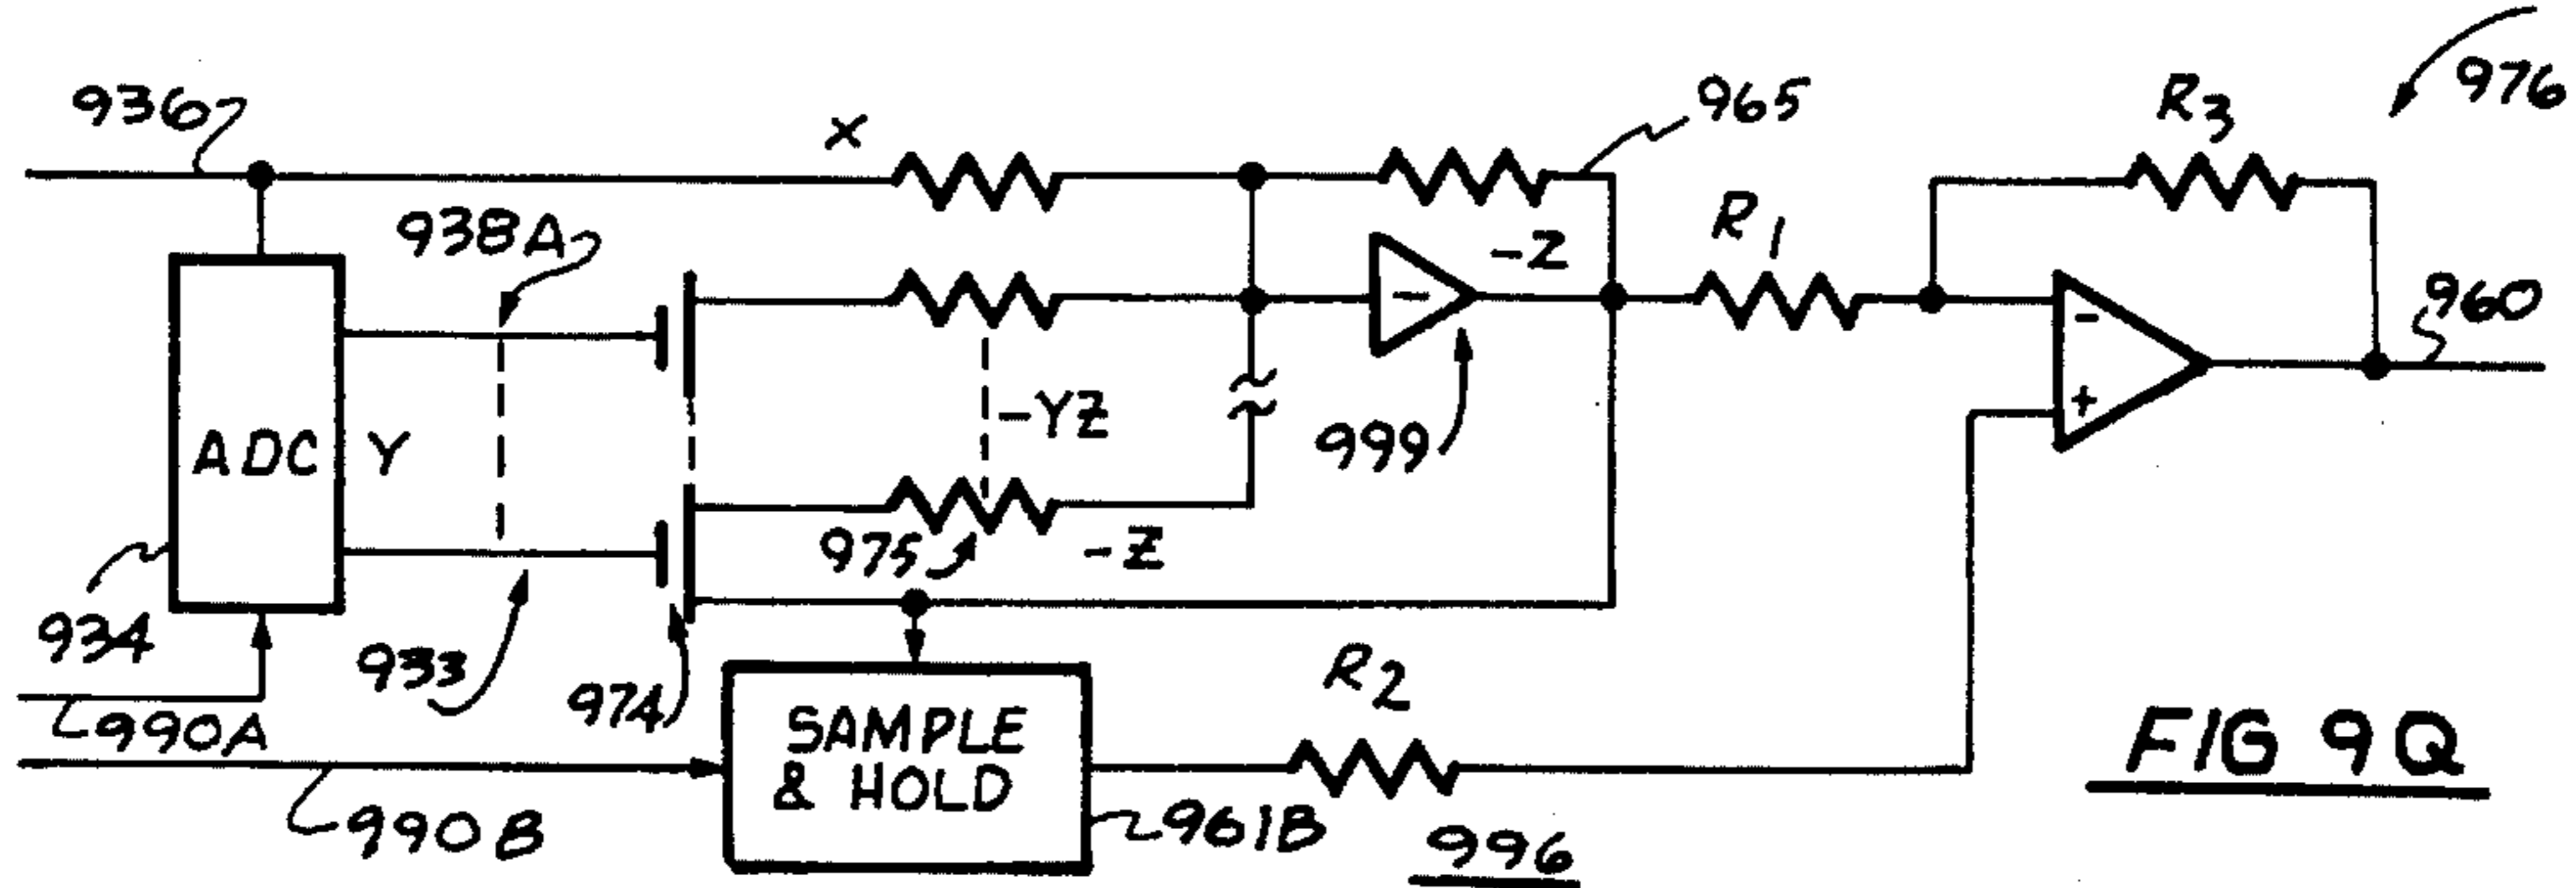 936
X
965
R3
976
938A
R1
-Z
960
-
-
ADC
Y
-YZ
999
+
975
-Z
934
933
974
R2
990A
SAMPLE
& HOLD
FIG 9Q
990B
961B
996